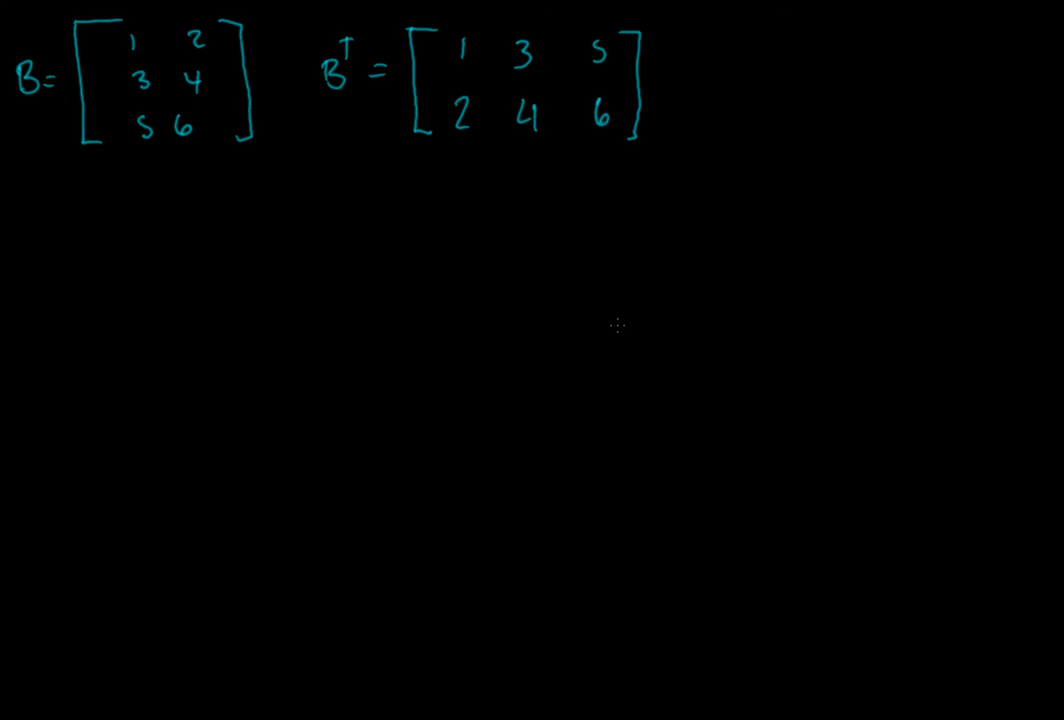 B = [ 1 2
3 4
5 6 ]
B^T = [ 1 3 5
2 4 6 ]